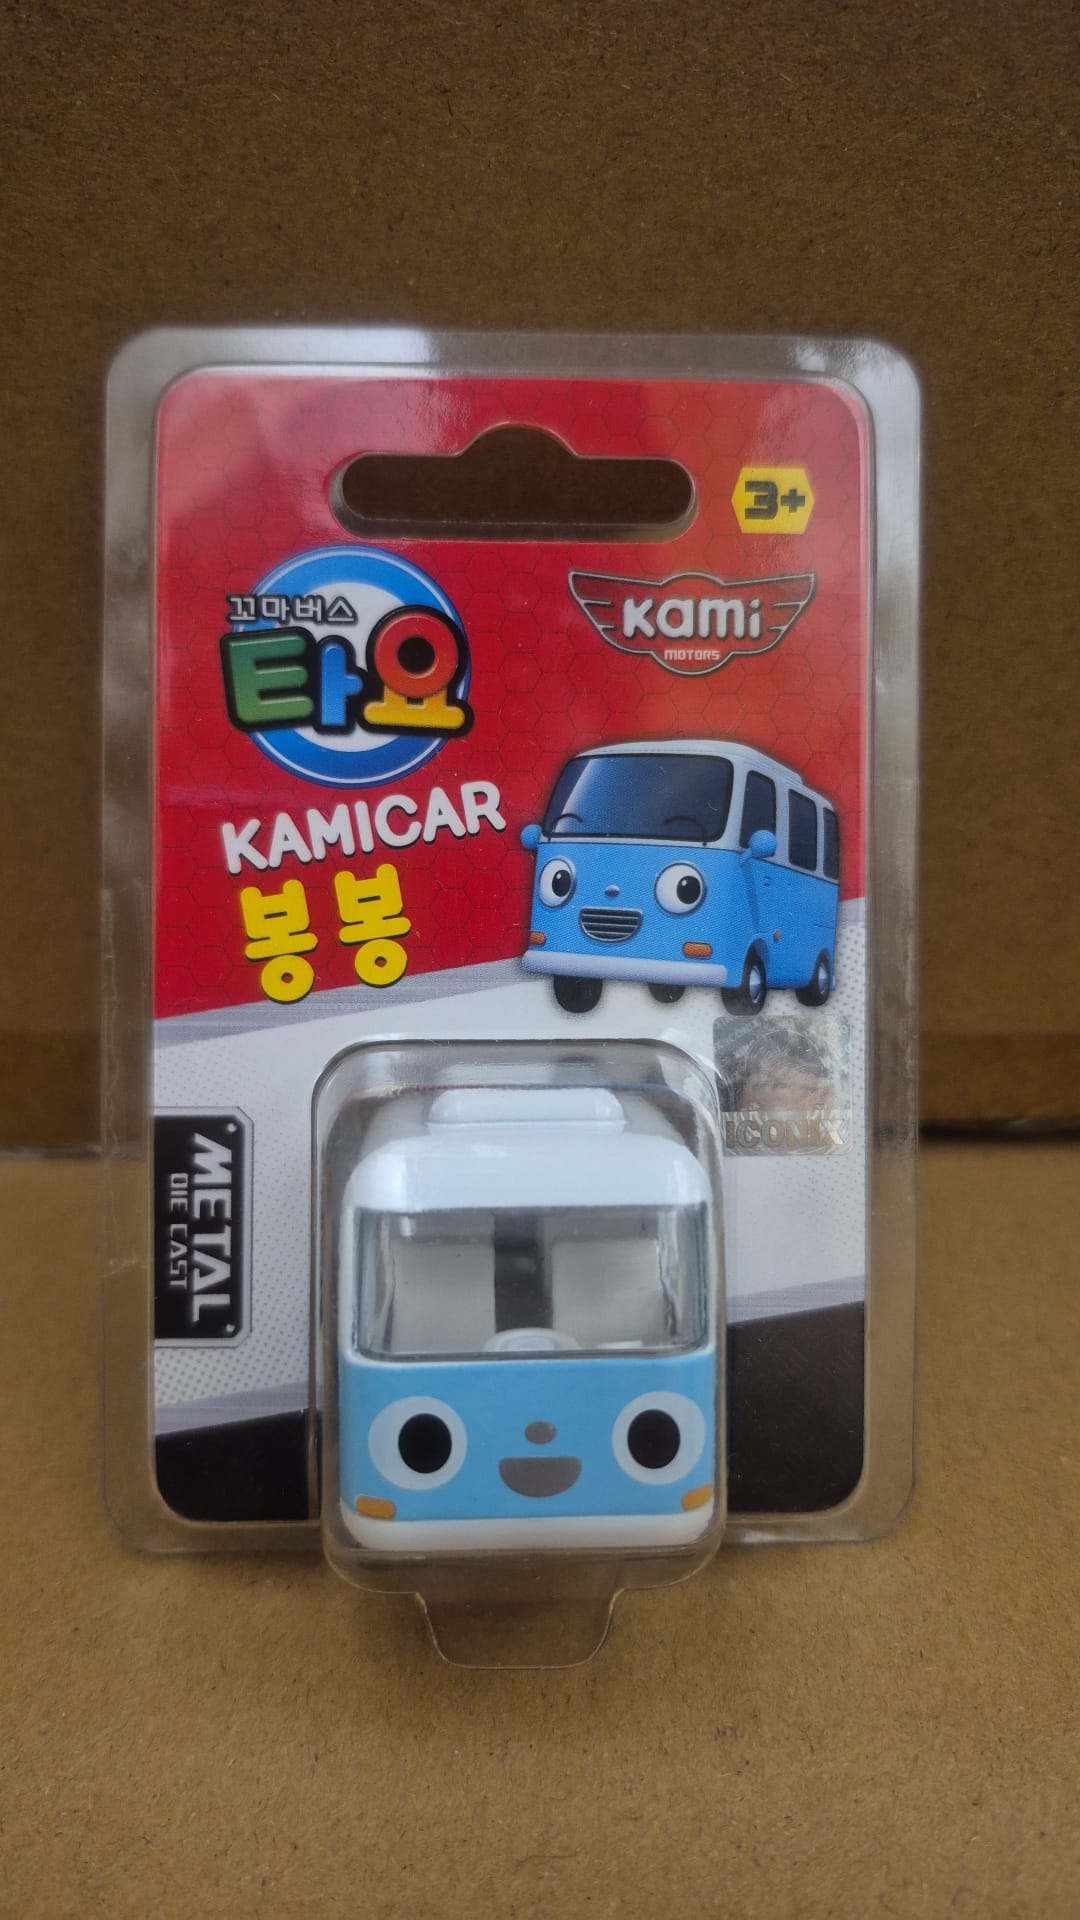 3+
꼬마버스
타요
Kami
MOTORS
KAMICAR
봉봉
ICONIX
METAL
DIE CAST